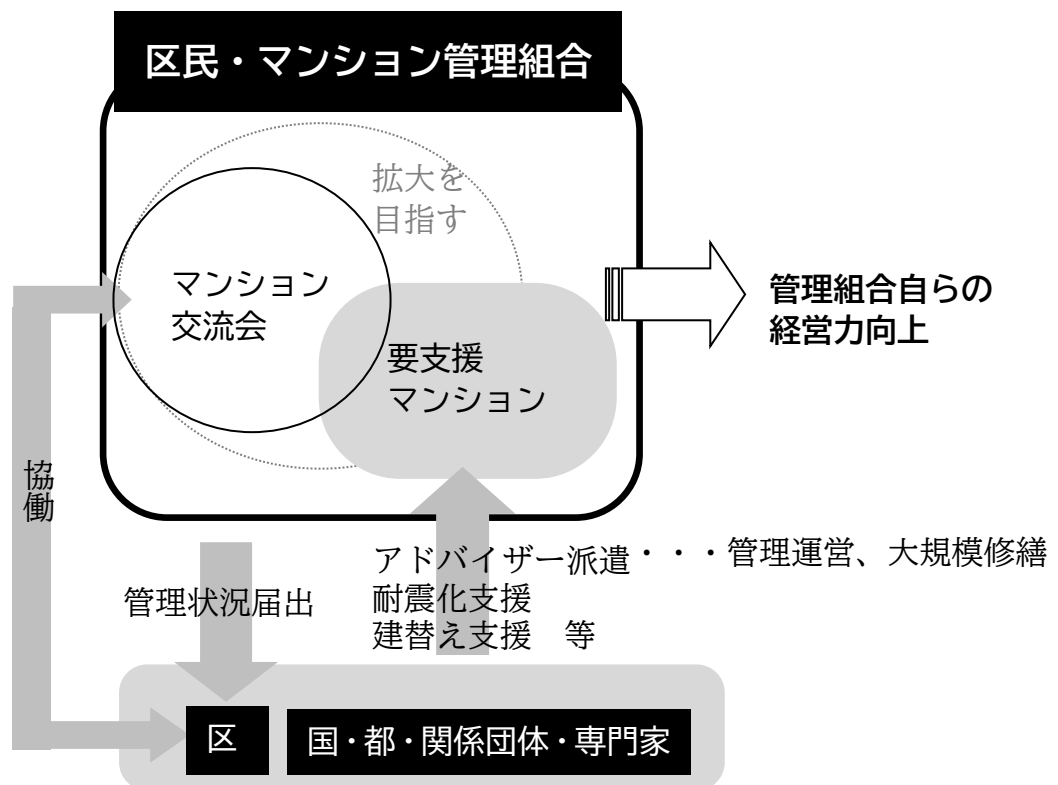 区民・マンション管理組合
拡大を
目指す
マンション
交流会
要支援
マンション
管理組合自らの
経営力向上
協働
管理状況届出
アドバイザー派遣・・・管理運営、大規模修繕
耐震化支援
建替え支援　等
区
国・都・関係団体・専門家